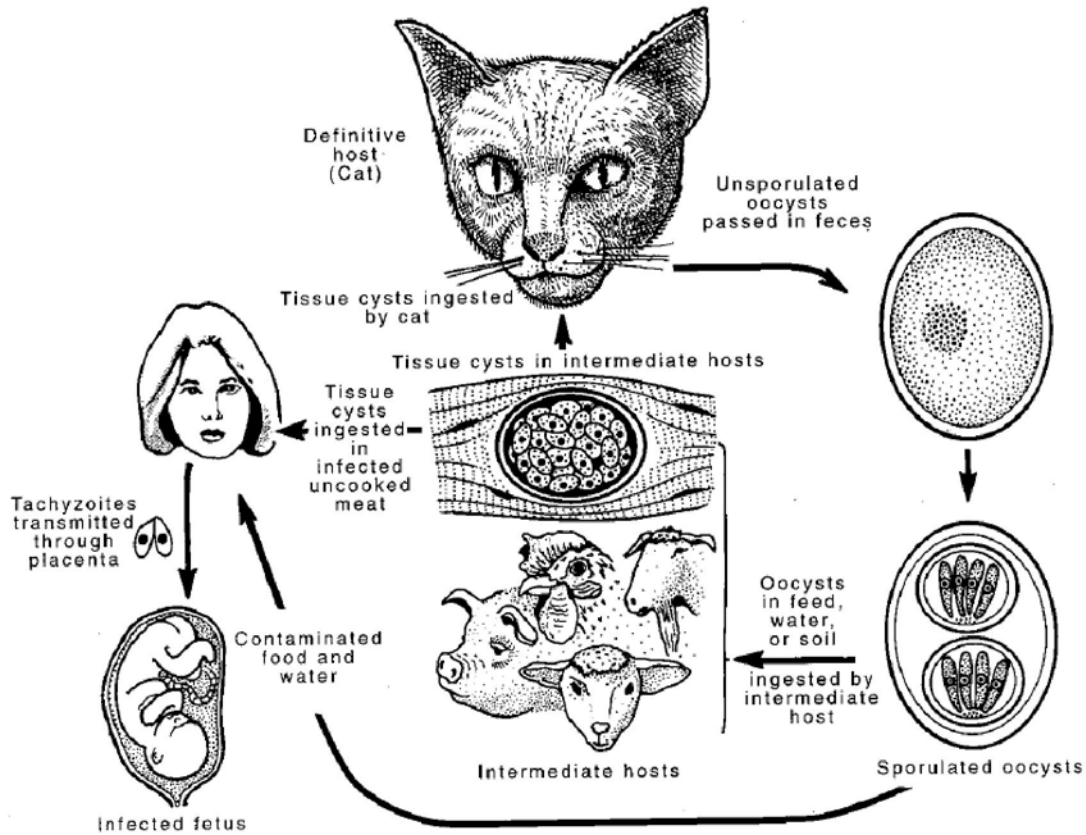 Definitive
host
(Cat)
Unsporulated
oocysts
passed in feces
Tissue cysts ingested
by cat
Tissue cysts in intermediate hosts
Tissue
cysts
ingested
in
infected
uncooked
meat
Tachyzoites
transmitted
through
placenta
Contaminated
food and
water
Oocysts
in feed,
water,
or soil
ingested by
intermediate
host
Intermediate hosts
Sporulated oocysts
Infected fetus